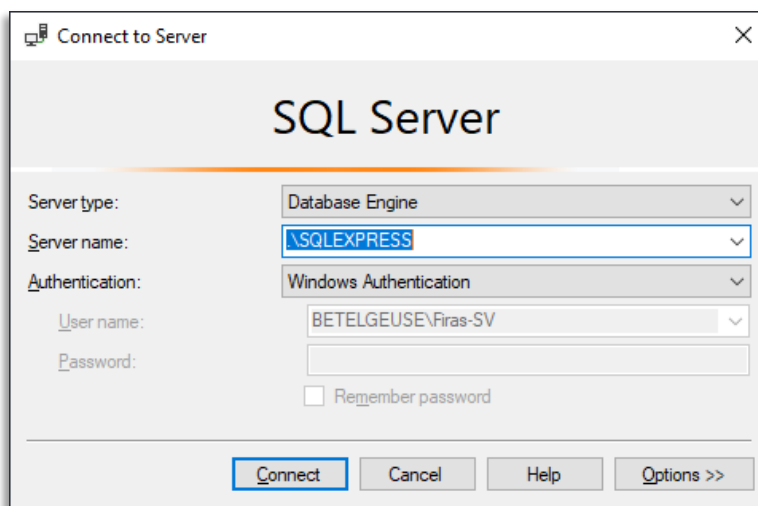 Connect to Server
SQL Server
Server type: Database Engine
Server name: .\SQLEXPRESS
Authentication: Windows Authentication
User name: BETELGEUSE\Firas-SV
Password:
Remember password
Connect Cancel Help Options >>